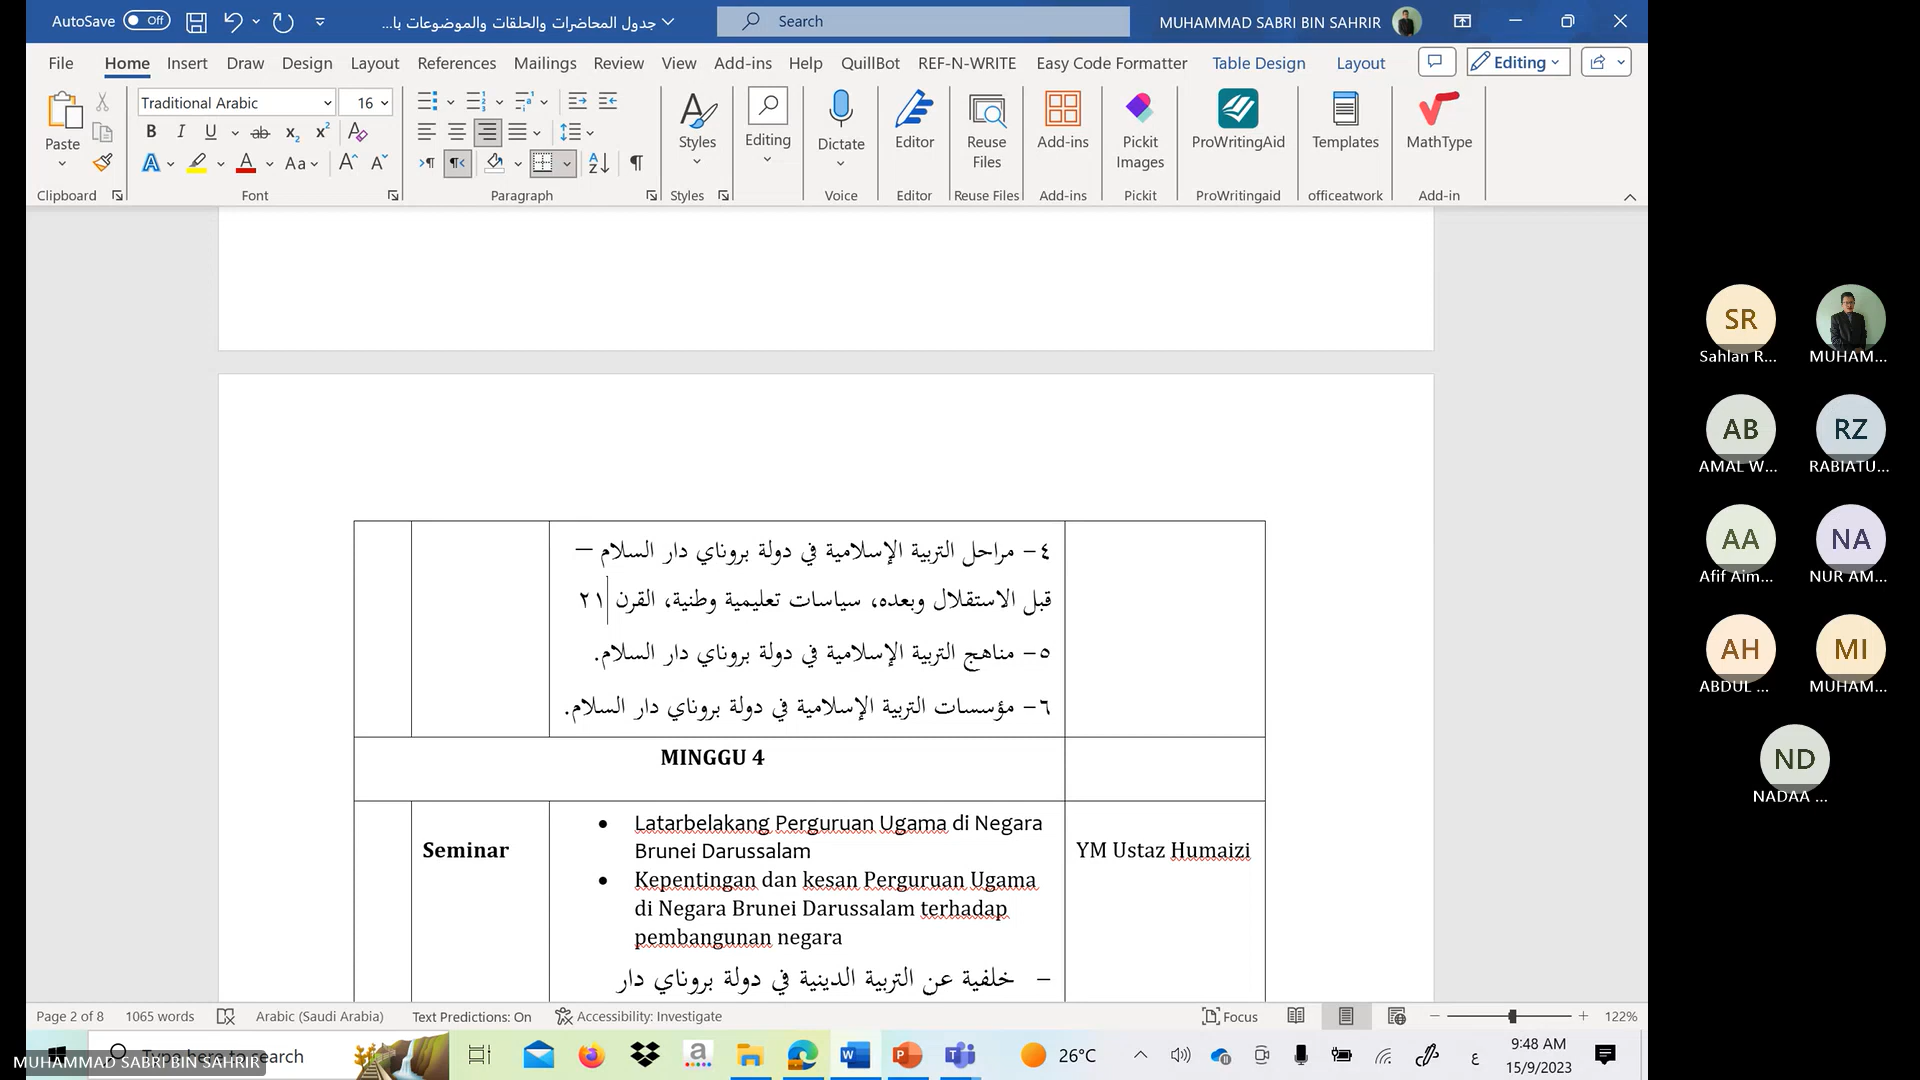 AutoSave Off
جدول المحاضرات والحلقات والموضوعات با...
Search
MUHAMMAD SABRI BIN SAHRIR
File Home Insert Draw Design Layout References Mailings Review View Add-ins Help QuillBot REF-N-WRITE Easy Code Formatter Table Design Layout Editing
Traditional Arabic 16
Paste
Styles
Editing
Dictate
Editor
Reuse Files
Add-ins
Pickit Images
ProWritingAid
Templates
MathType
Clipboard Font Paragraph Styles Voice Editor Reuse Files Add-ins Pickit ProWritingaid officeatwork Add-in
٤- مراحل التربية الإسلامية في دولة بروناي دار السلام –
قبل الاستقلال وبعده، سياسات تعليمية وطنية، القرن ٢١
٥- مناهج التربية الإسلامية في دولة بروناي دار السلام.
٦- مؤسسات التربية الإسلامية في دولة بروناي دار السلام.
MINGGU 4
Seminar
• Latarbelakang Perguruan Ugama di Negara
Brunei Darussalam
• Kepentingan dan kesan Perguruan Ugama
di Negara Brunei Darussalam terhadap
pembangunan negara
– خلفية عن التربية الدينية في دولة بروناي دار
YM Ustaz Humaizi
Page 2 of 8 1065 words Arabic (Saudi Arabia) Text Predictions: On Accessibility: Investigate Focus 122%
Type here to search
MUHAMMAD SABRI BIN SAHRIR
26°C
ع
9:48 AM
15/9/2023
SR
Sahlan R...
MUHAM...
AB
AMAL W...
RZ
RABIATU...
AA
Afif Aim...
NA
NUR AM...
AH
ABDUL ...
MI
MUHAM...
ND
NADAA ...